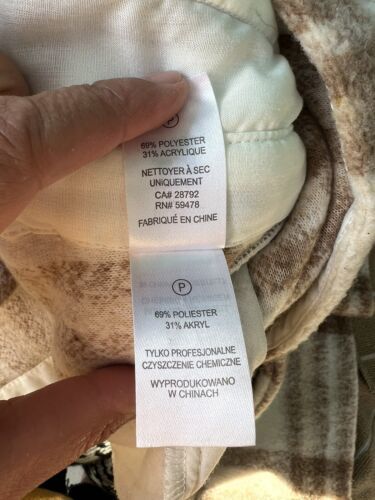 P
69% POLYESTER
31% ACRYLIQUE
NETTOYER À SEC
UNIQUEMENT
CA# 28792
RN# 59478
FABRIQUÉ EN CHINE
P
69% POLIESTER
31% AKRYL
TYLKO PROFESJONALNE
CZYSZCZENIE CHEMICZNE
WYPRODUKOWANO
W CHINACH